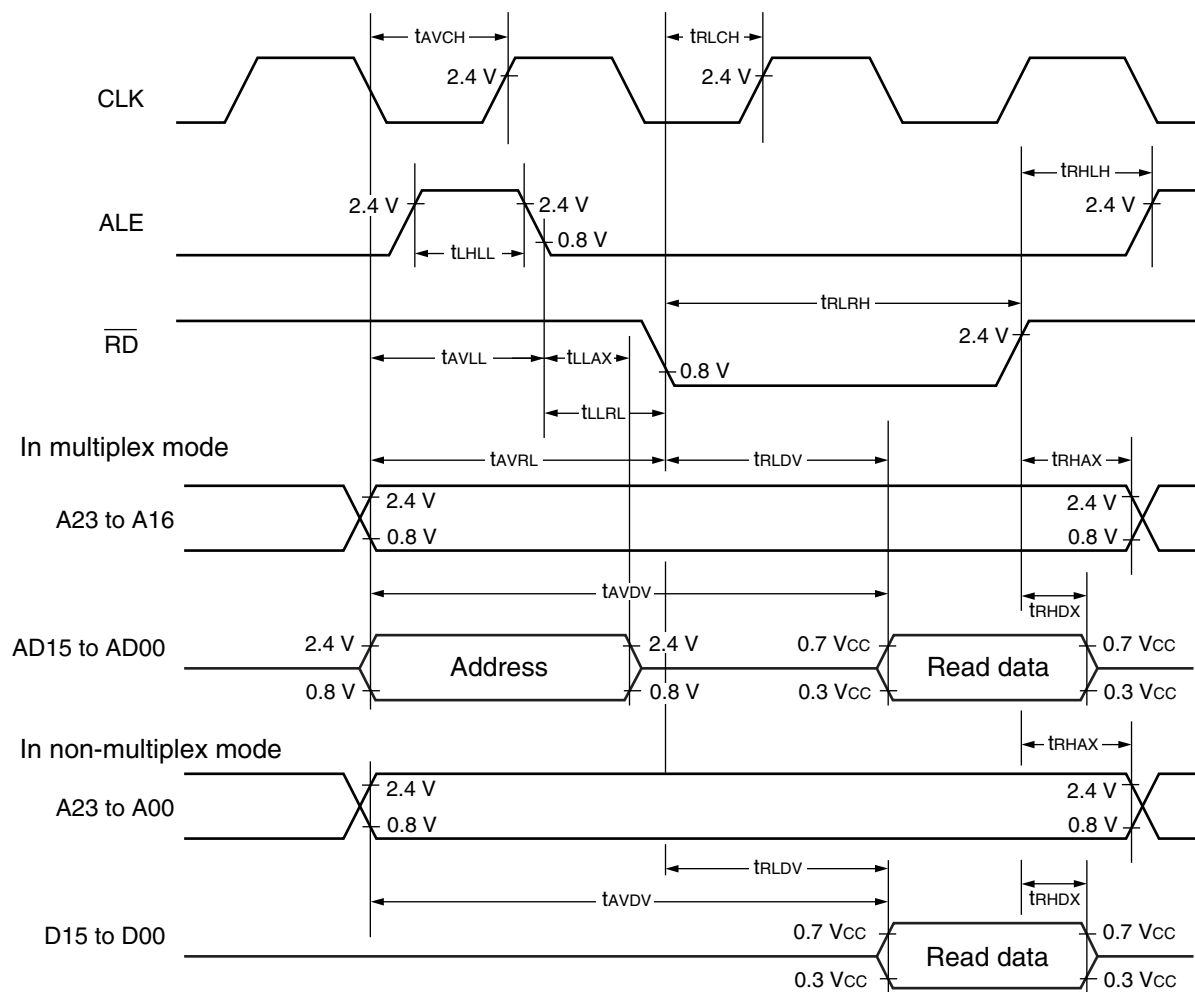 tAVCH
tRLCH
2.4 V
2.4 V
CLK
tRHLH
2.4 V
2.4 V
2.4 V
ALE
0.8 V
tLHLL
tRLRH
RD
2.4 V
tAVLL
tLLAX
0.8 V
tLLRL
In multiplex mode
tAVRL
tRLDV
tRHAX
2.4 V
2.4 V
A23 to A16
0.8 V
0.8 V
tAVDV
tRHDX
AD15 to AD00
2.4 V
2.4 V
0.7 VCC
0.7 VCC
Address
Read data
0.8 V
0.8 V
0.3 VCC
0.3 VCC
In non-multiplex mode
tRHAX
2.4 V
2.4 V
A23 to A00
0.8 V
0.8 V
tRLDV
tAVDV
tRHDX
D15 to D00
0.7 VCC
0.7 VCC
Read data
0.3 VCC
0.3 VCC